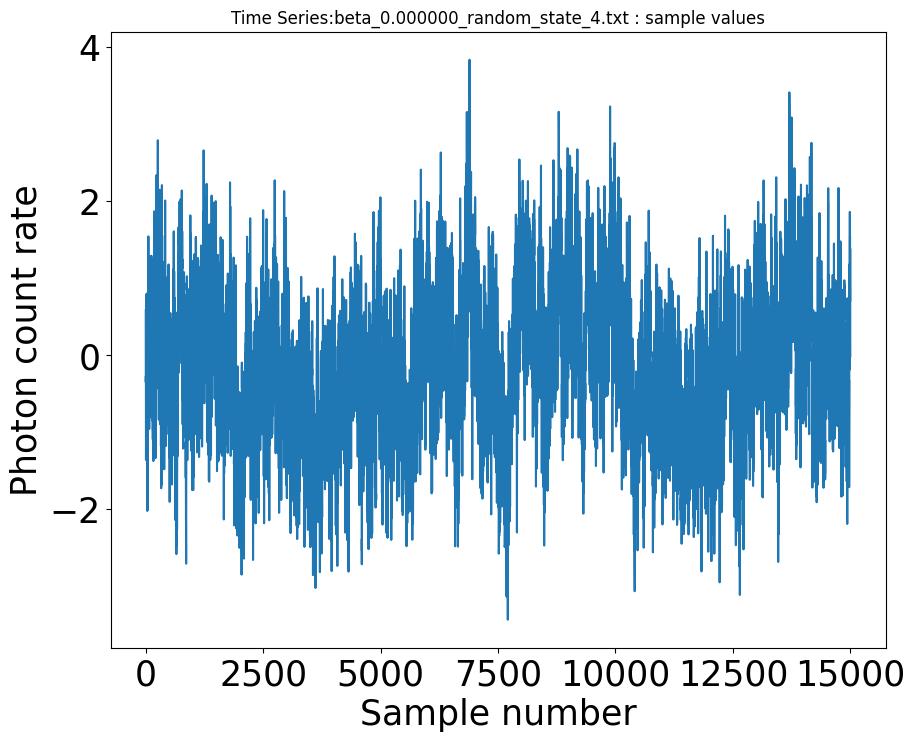 Time Series:beta_0.000000_random_state_4.txt : sample values
Photon count rate
4
2
0
−2
0 2500 5000 7500 10000 12500 15000
Sample number